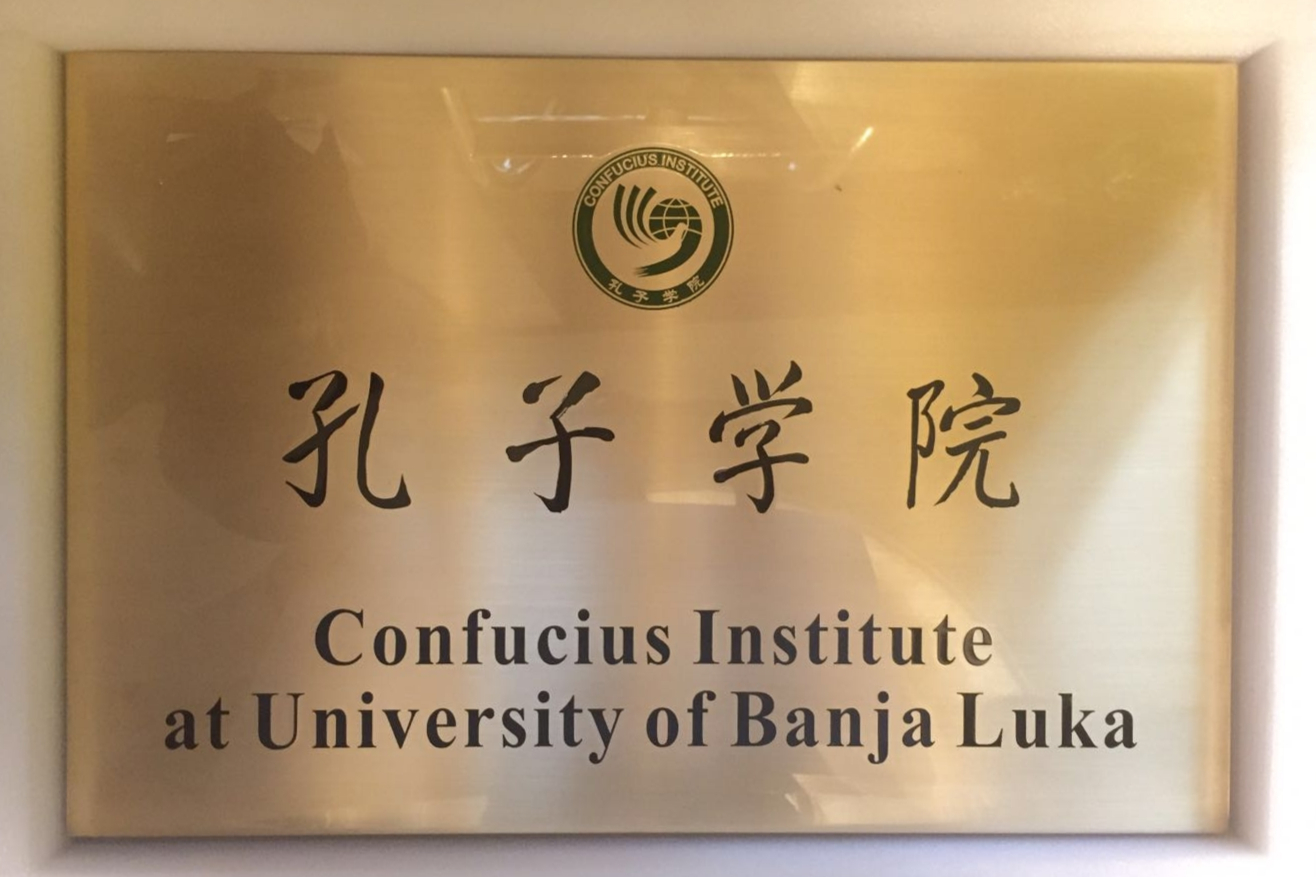 CONFUCIUS INSTITUTE
孔子学院
孔子学院
Confucius Institute
at University of Banja Luka